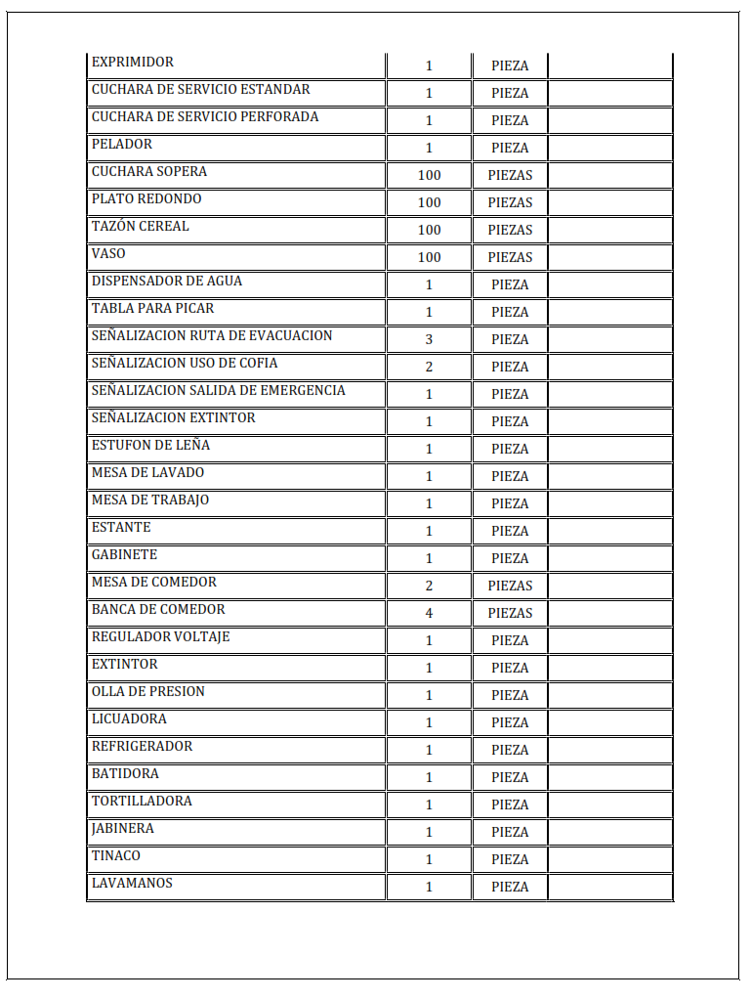 EXPRIMIDOR 1 PIEZA
CUCHARA DE SERVICIO ESTANDAR 1 PIEZA
CUCHARA DE SERVICIO PERFORADA 1 PIEZA
PELADOR 1 PIEZA
CUCHARA SOPERA 100 PIEZAS
PLATO REDONDO 100 PIEZAS
TAZÓN CEREAL 100 PIEZAS
VASO 100 PIEZAS
DISPENSADOR DE AGUA 1 PIEZA
TABLA PARA PICAR 1 PIEZA
SEÑALIZACION RUTA DE EVACUACION 3 PIEZA
SEÑALIZACION USO DE COFIA 2 PIEZA
SEÑALIZACION SALIDA DE EMERGENCIA 1 PIEZA
SEÑALIZACION EXTINTOR 1 PIEZA
ESTUFON DE LEÑA 1 PIEZA
MESA DE LAVADO 1 PIEZA
MESA DE TRABAJO 1 PIEZA
ESTANTE 1 PIEZA
GABINETE 1 PIEZA
MESA DE COMEDOR 2 PIEZAS
BANCA DE COMEDOR 4 PIEZAS
REGULADOR VOLTAJE 1 PIEZA
EXTINTOR 1 PIEZA
OLLA DE PRESION 1 PIEZA
LICUADORA 1 PIEZA
REFRIGERADOR 1 PIEZA
BATIDORA 1 PIEZA
TORTILLADORA 1 PIEZA
JABINERA 1 PIEZA
TINACO 1 PIEZA
LAVAMANOS 1 PIEZA